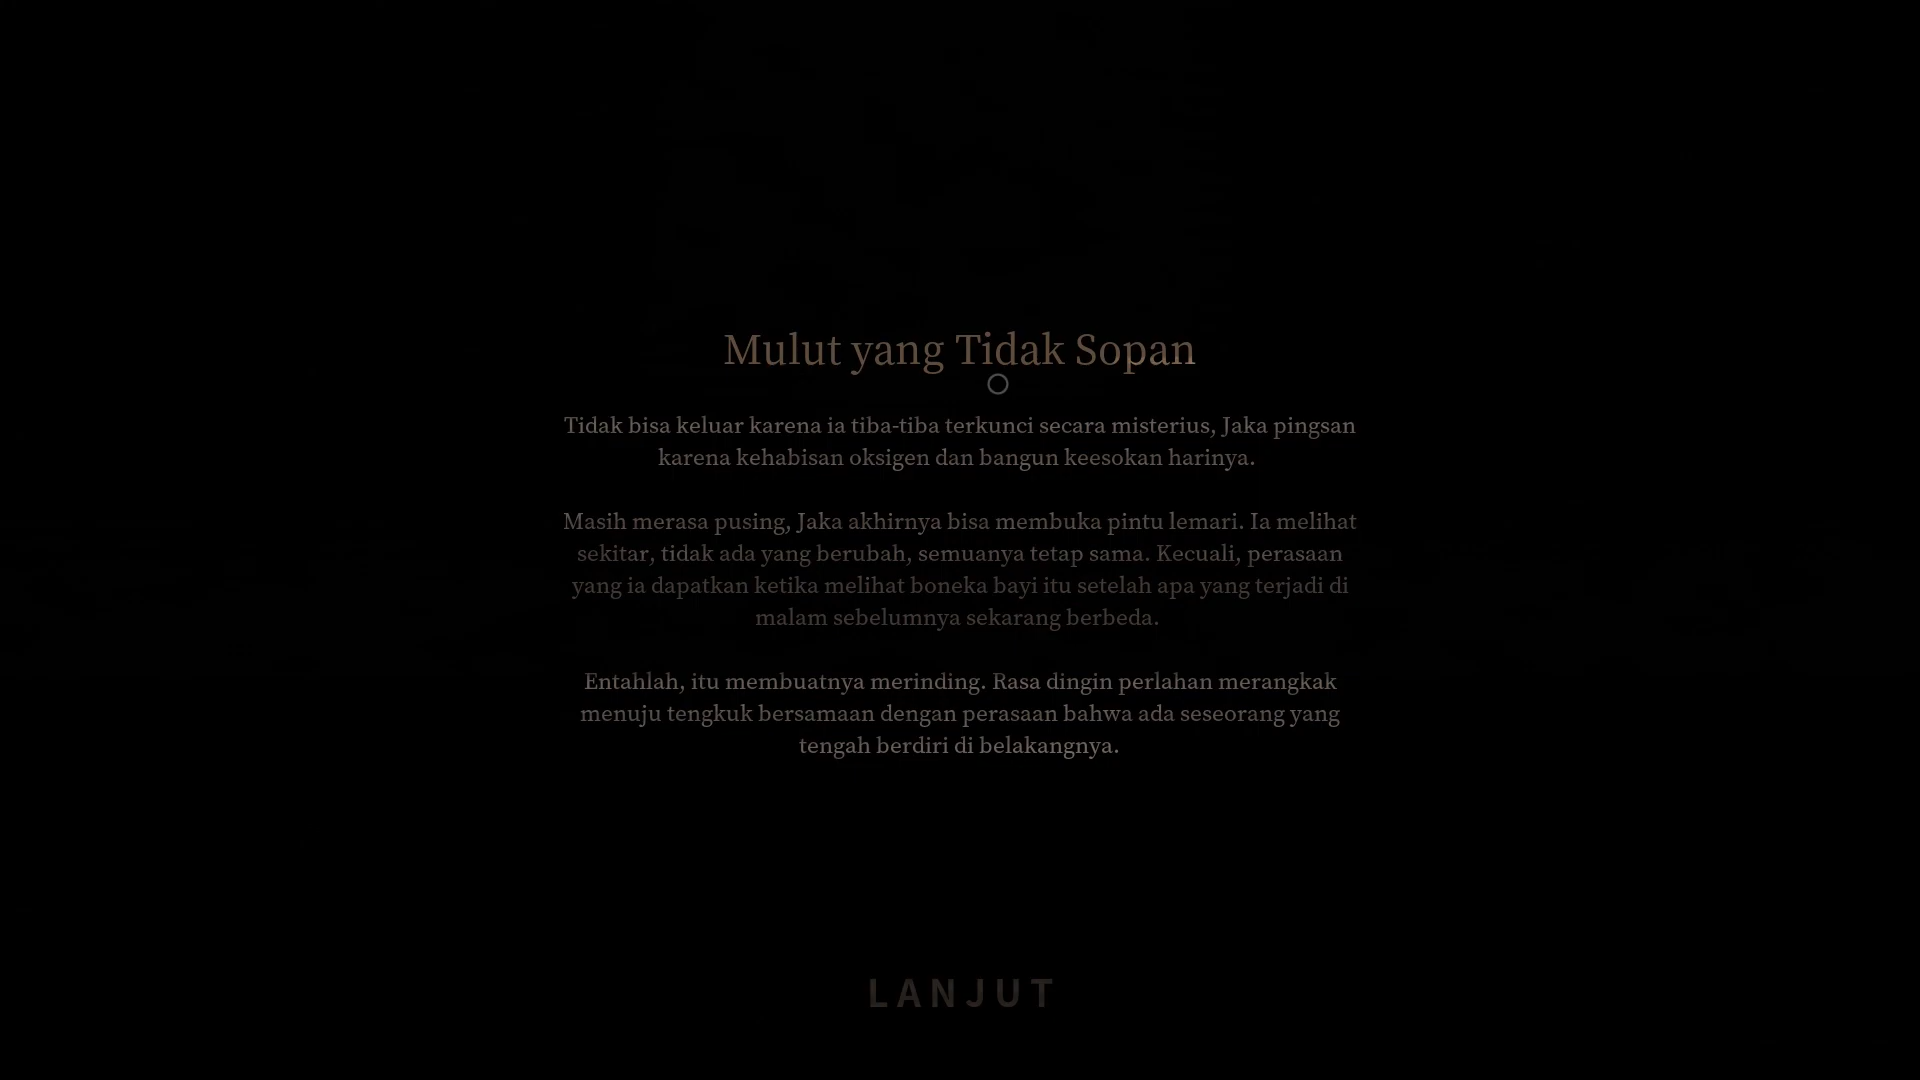 Mulut yang Tidak Sopan
Tidak bisa keluar karena ia tiba-tiba terkunci secara misterius, Jaka pingsan
karena kehabisan oksigen dan bangun keesokan harinya.
Masih merasa pusing, Jaka akhirnya bisa membuka pintu lemari. Ia melihat
sekitar, tidak ada yang berubah, semuanya tetap sama. Kecuali, perasaan
yang ia dapatkan ketika melihat boneka bayi itu setelah apa yang terjadi di
malam sebelumnya sekarang berbeda.
Entahlah, itu membuatnya merinding. Rasa dingin perlahan merangkak
menuju tengkuk bersamaan dengan perasaan bahwa ada seseorang yang
tengah berdiri di belakangnya.
LANJUT